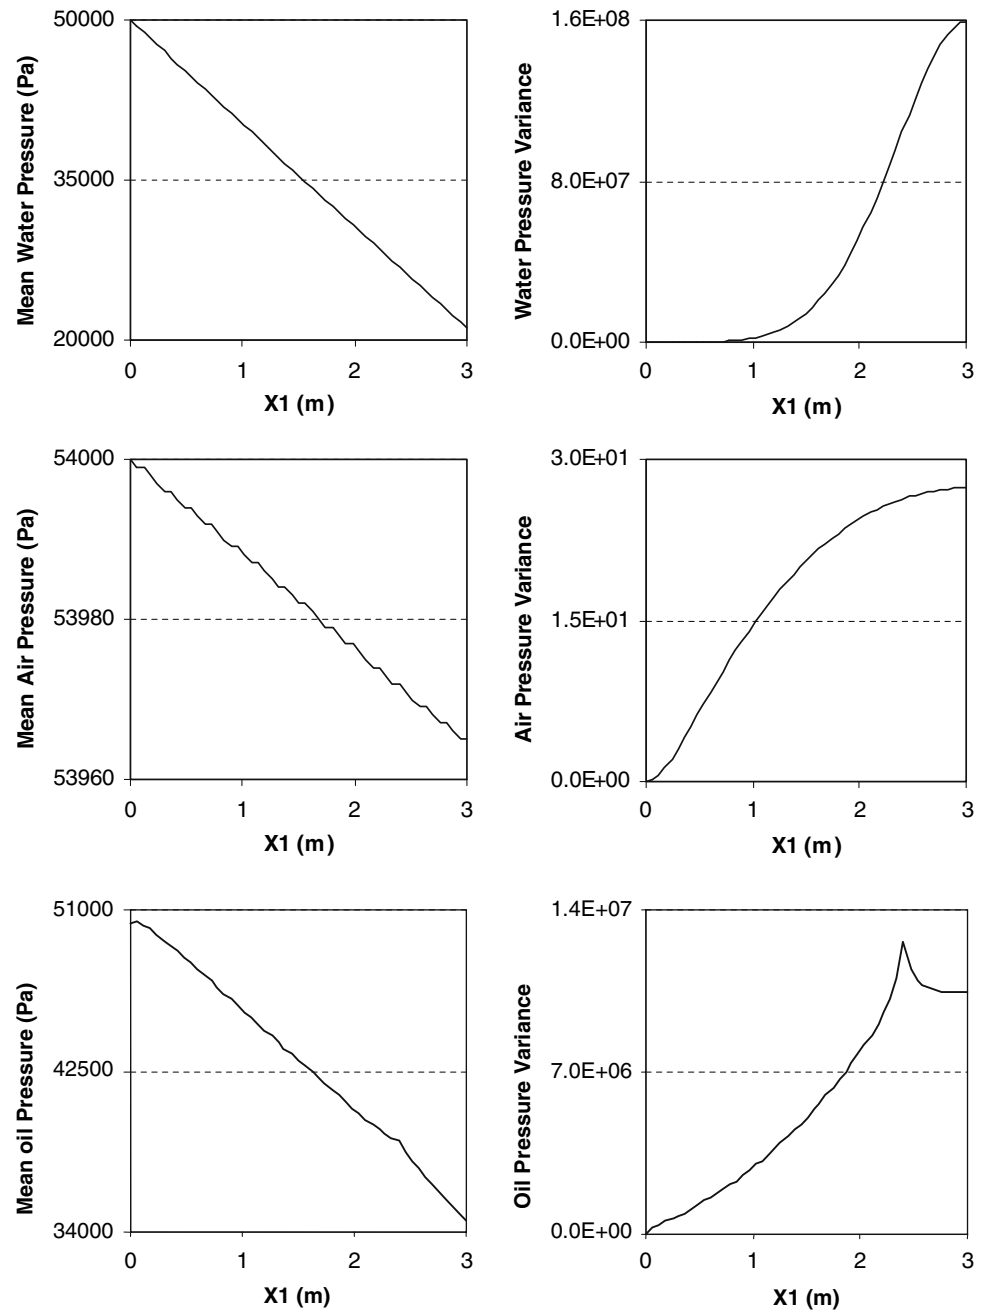 Mean Water Pressure (Pa)
50000
35000
20000
0 1 2 3
X1 (m)
Water Pressure Variance
1.6E+08
8.0E+07
0.0E+00
0 1 2 3
X1 (m)
Mean Air Pressure (Pa)
54000
53980
53960
0 1 2 3
X1 (m)
Air Pressure Variance
3.0E+01
1.5E+01
0.0E+00
0 1 2 3
X1 (m)
Mean oil Pressure (Pa)
51000
42500
34000
0 1 2 3
X1 (m)
Oil Pressure Variance
1.4E+07
7.0E+06
0.0E+00
0 1 2 3
X1 (m)